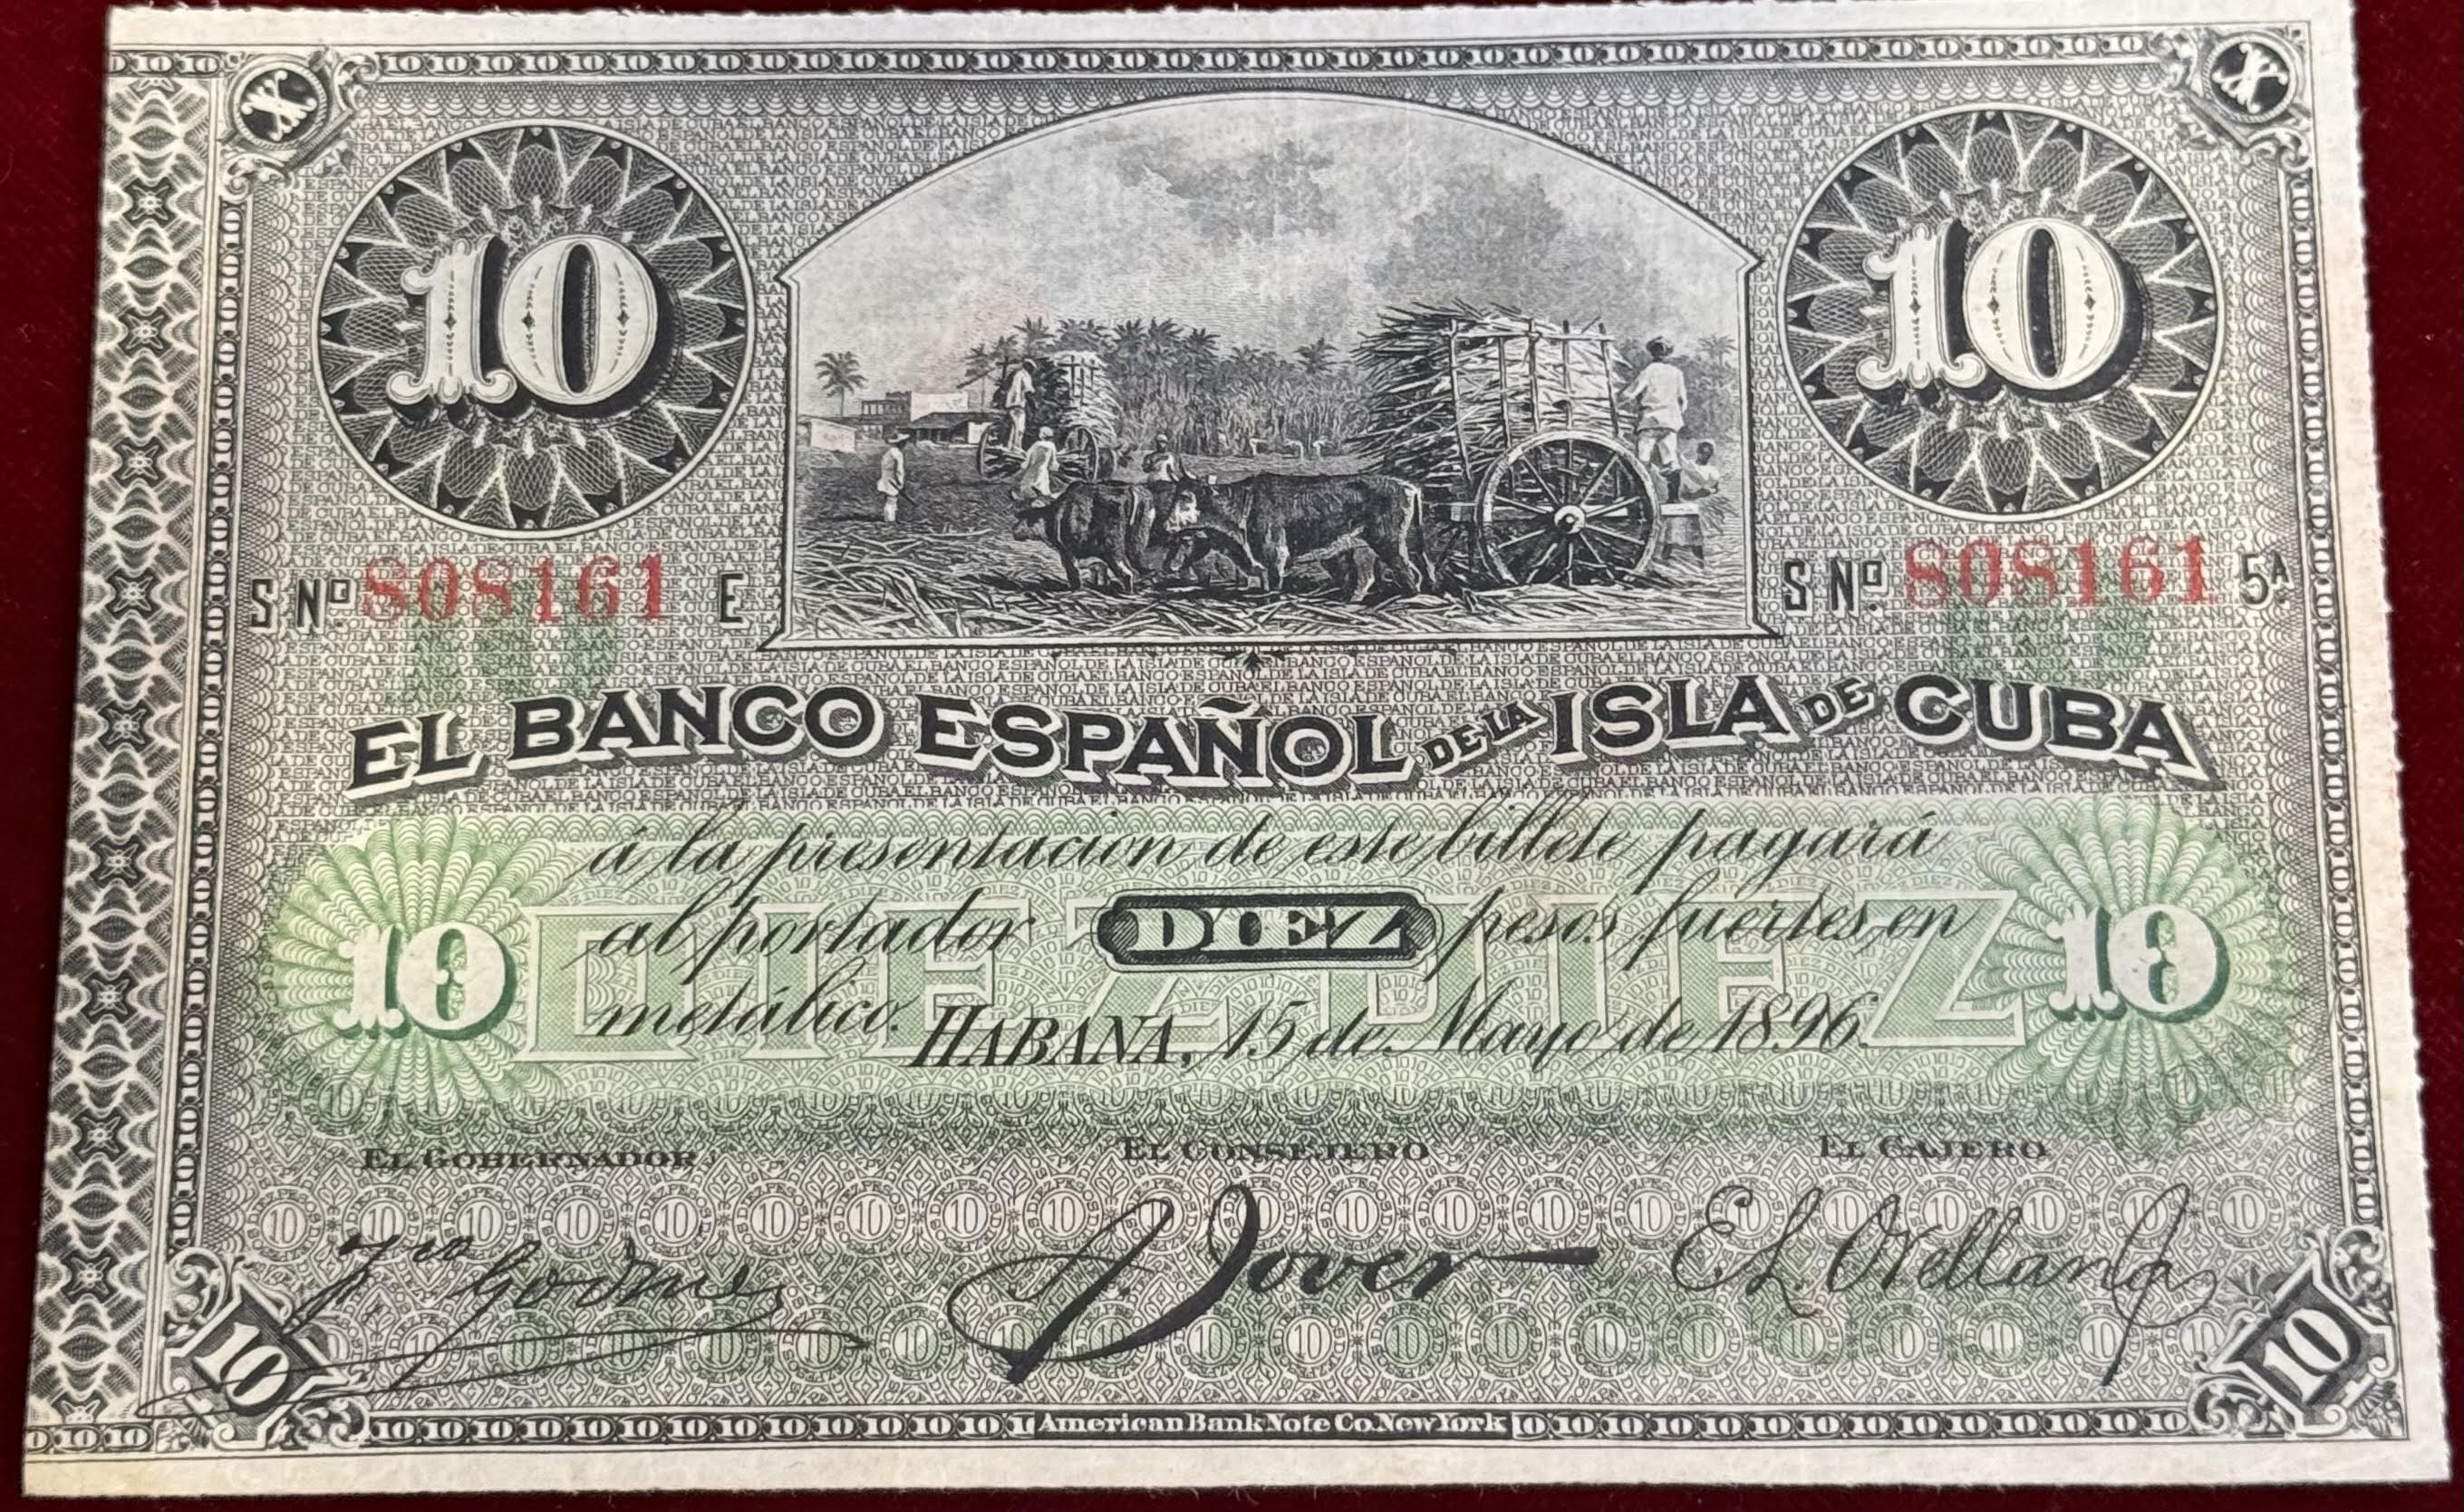 X X
10 10
S Nº 808161 E S Nº 808161 5ᴬ
EL BANCO ESPAÑOL DE LA ISLA DE CUBA
á la presentacion de este billete pagará
al portador DIEZ pesos fuertes en
metálico.
HABANA, 15 de Mayo de 1896.
10 DIEZ DIEZ 10
EL GOBERNADOR EL CONSEJERO EL CAJERO
E L. Orellana
10 10
American Bank Note Co. New York